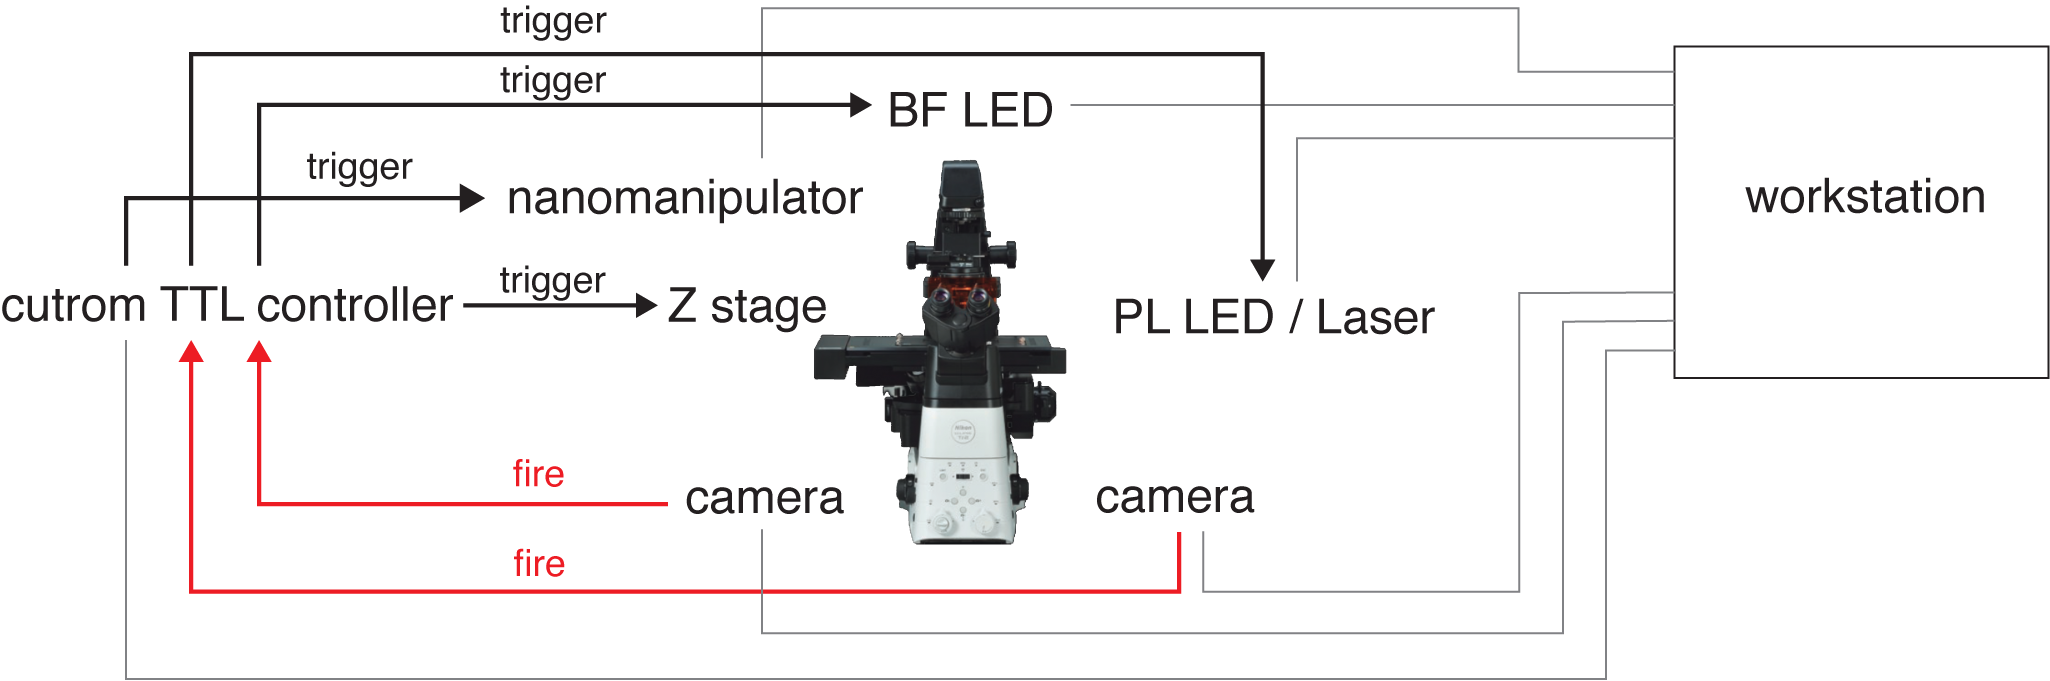 trigger
trigger
BF LED
trigger
nanomanipulator
workstation
cutrom TTL controller
trigger
Z stage
PL LED / Laser
fire
camera
camera
fire